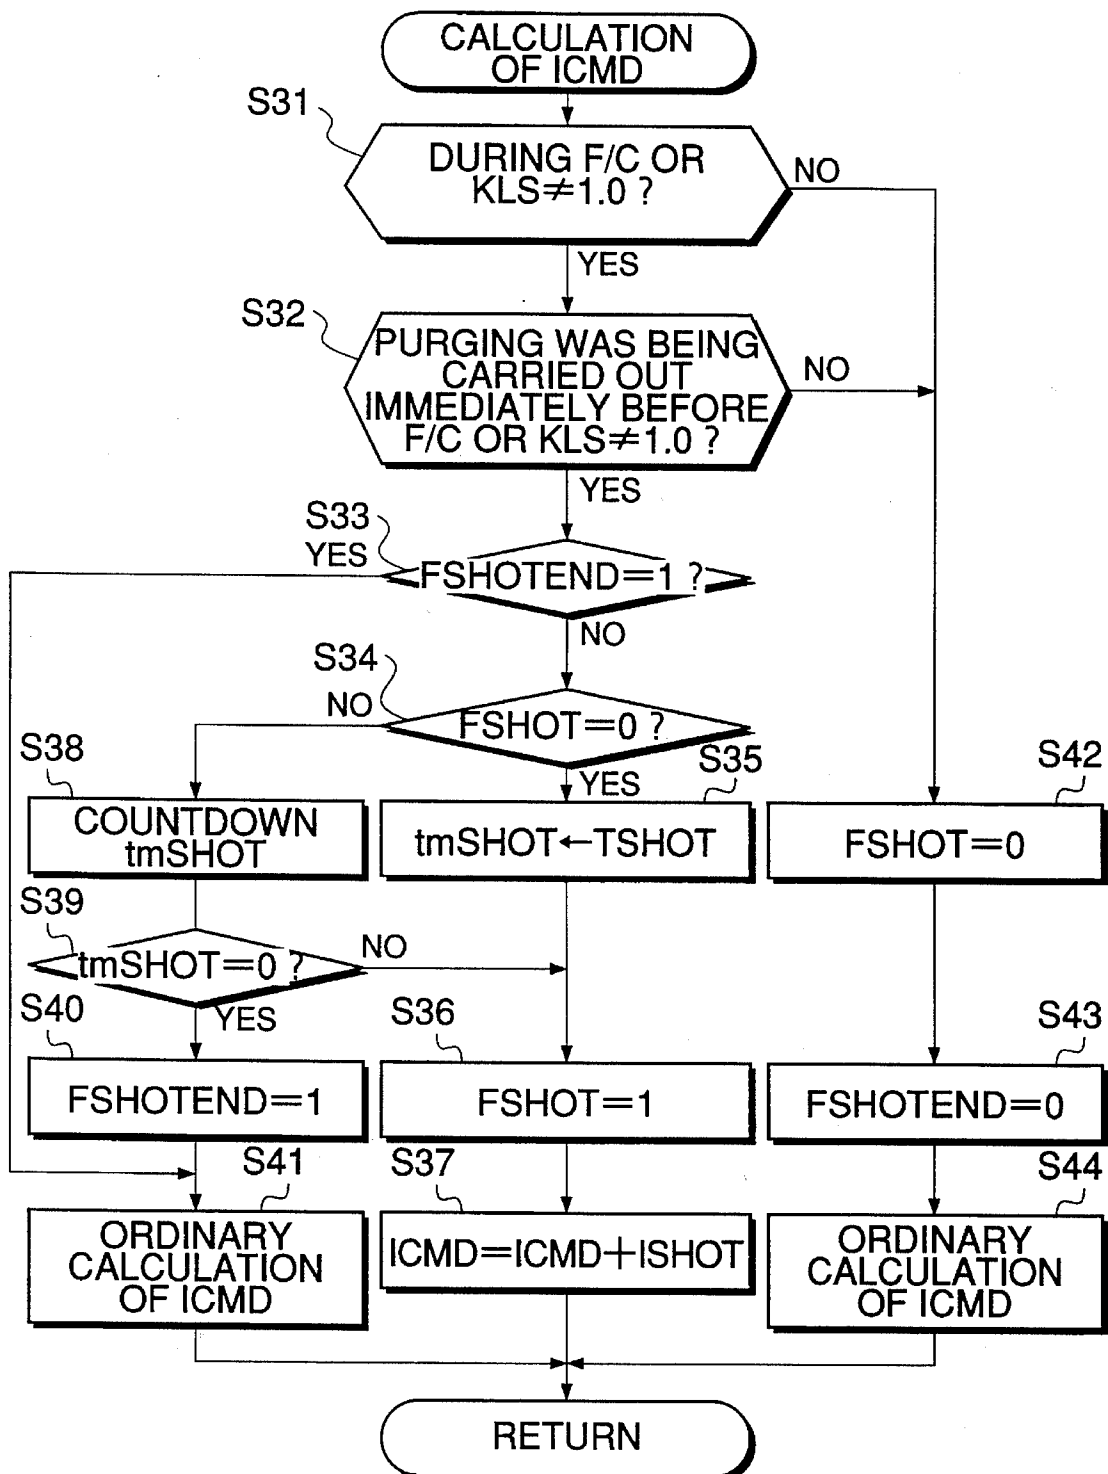 CALCULATION
OF ICMD
S31
DURING F/C OR
KLS≠1.0 ?
NO
YES
S32
PURGING WAS BEING
CARRIED OUT
IMMEDIATELY BEFORE
F/C OR KLS≠1.0 ?
NO
YES
S33
YES
FSHOTEND=1 ?
NO
S34
NO
FSHOT=0 ?
YES
S38
COUNTDOWN
tmSHOT
S35
tmSHOT←TSHOT
S42
FSHOT=0
S39
tmSHOT=0 ?
NO
YES
S40
FSHOTEND=1
S36
FSHOT=1
S43
FSHOTEND=0
S41
ORDINARY
CALCULATION
OF ICMD
S37
ICMD=ICMD+ISHOT
S44
ORDINARY
CALCULATION
OF ICMD
RETURN